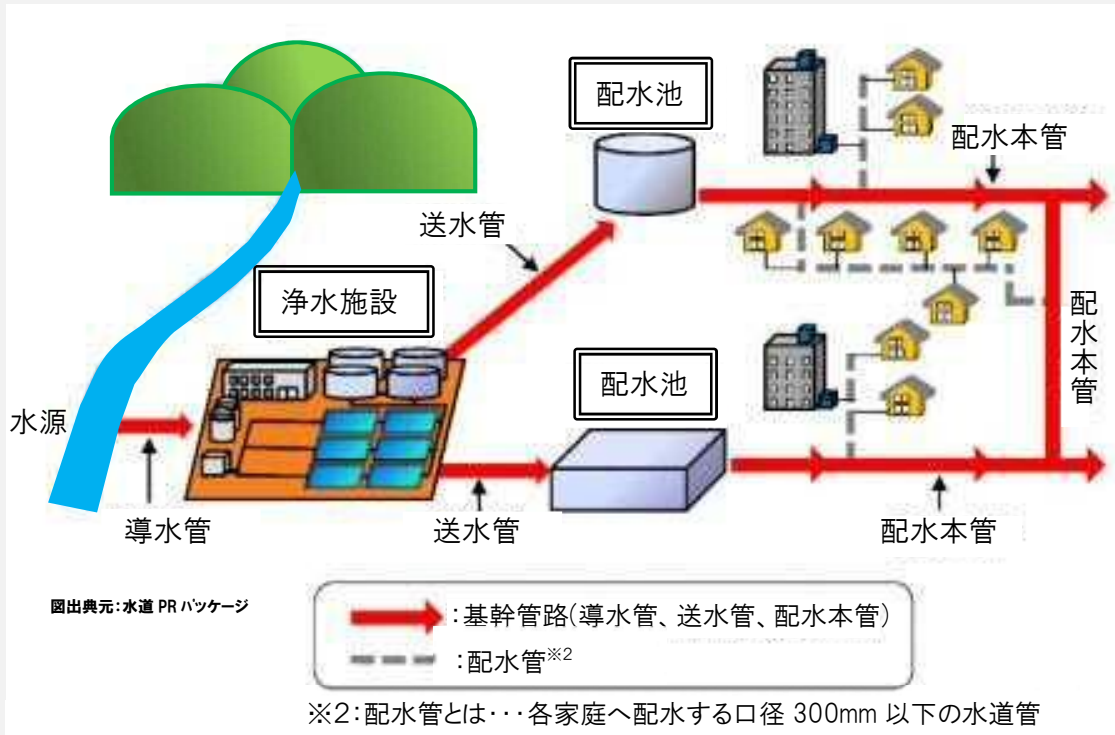 配水池
配水本管
送水管
浄水施設
配水池
配水本管
水源
導水管
送水管
配水本管
図出典元:水道 PR パッケージ
:基幹管路(導水管、送水管、配水本管)
:配水管※2
※2:配水管とは・・・各家庭へ配水する口径 300mm 以下の水道管